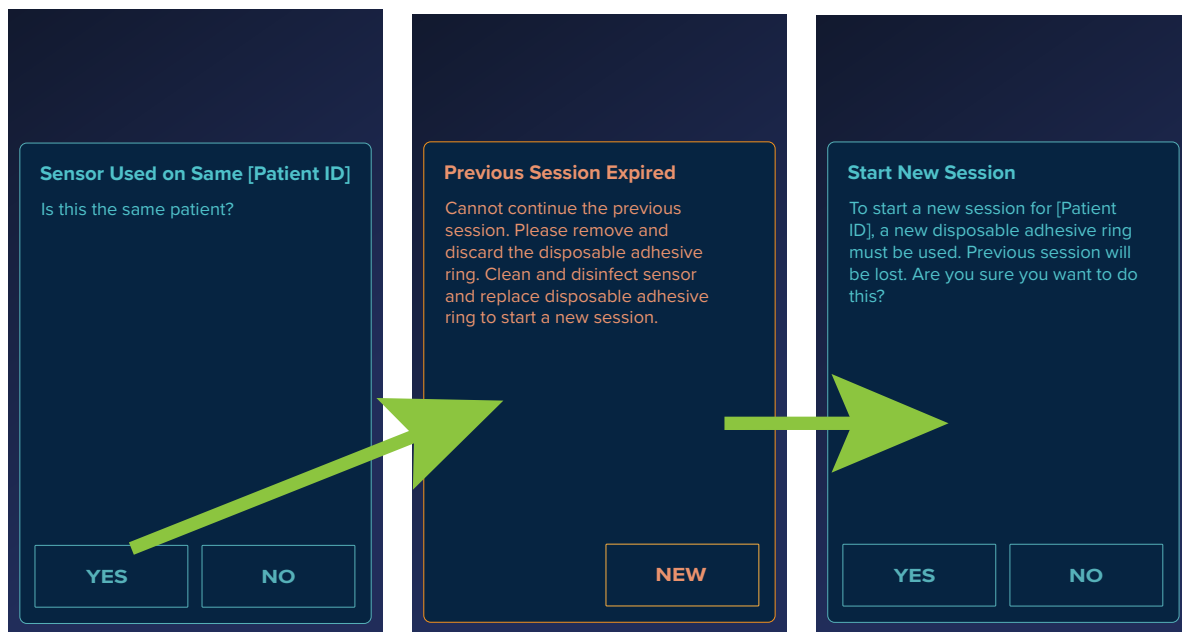 Sensor Used on Same [Patient ID]
Is this the same patient?
YES
NO
Previous Session Expired
Cannot continue the previous
session. Please remove and
discard the disposable adhesive
ring. Clean and disinfect sensor
and replace disposable adhesive
ring to start a new session.
NEW
Start New Session
To start a new session for [Patient
ID], a new disposable adhesive ring
must be used. Previous session will
be lost. Are you sure you want to do
this?
YES
NO